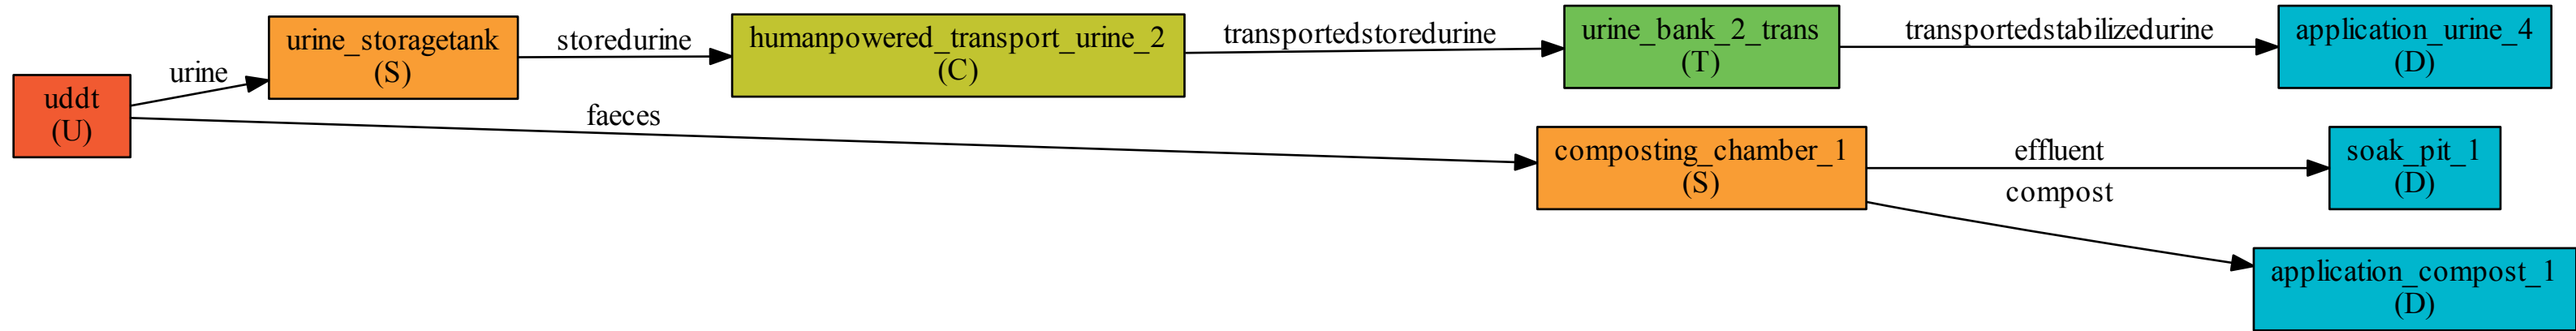 uddt
(U)
urine
urine_storagetank
(S)
storedurine
humanpowered_transport_urine_2
(C)
transportedstoredurine
urine_bank_2_trans
(T)
transportedstabilizedurine
application_urine_4
(D)
faeces
composting_chamber_1
(S)
effluent
soak_pit_1
(D)
compost
application_compost_1
(D)